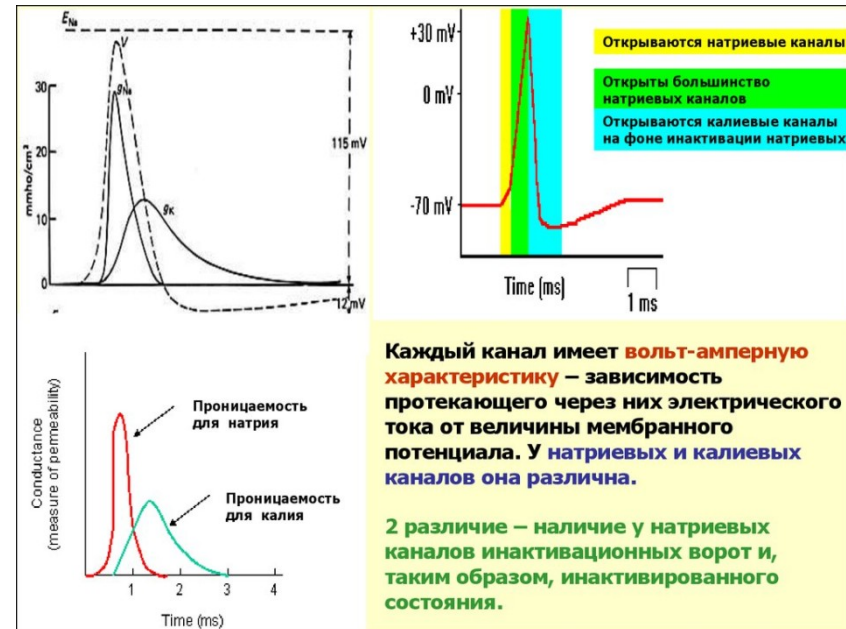 E_Na
V
g_Na
g_K
30
20
10
0
mmho/cm²
115 mV
12 mV
+30 mV
0 mV
-70 mV
Time (ms)
1 ms
Открываются натриевые каналы
Открыты большинство
натриевых каналов
Открываются калиевые каналы
на фоне инактивации натриевых
Conductance
(measure of permeability)
Проницаемость
для натрия
Проницаемость
для калия
1 2 3 4
Time (ms)
Каждый канал имеет вольт-амперную
характеристику – зависимость
протекающего через них электрического
тока от величины мембранного
потенциала. У натриевых и калиевых
каналов она различна.
2 различие – наличие у натриевых
каналов инактивационных ворот и,
таким образом, инактивированного
состояния.